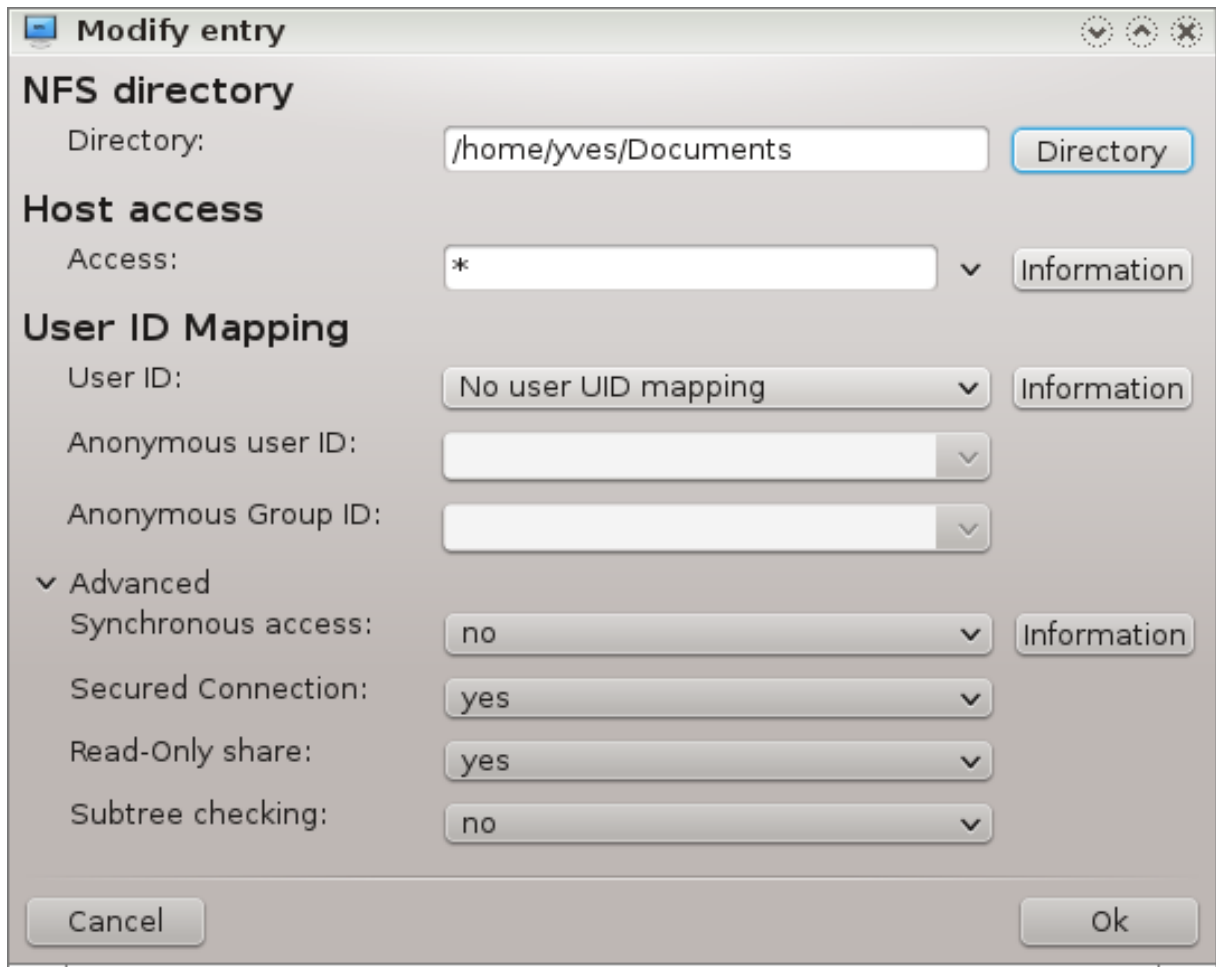 Modify entry
NFS directory
Directory: /home/yves/Documents Directory
Host access
Access: * Information
User ID Mapping
User ID: No user UID mapping Information
Anonymous user ID:
Anonymous Group ID:
Advanced
Synchronous access: no Information
Secured Connection: yes
Read-Only share: yes
Subtree checking: no
Cancel Ok